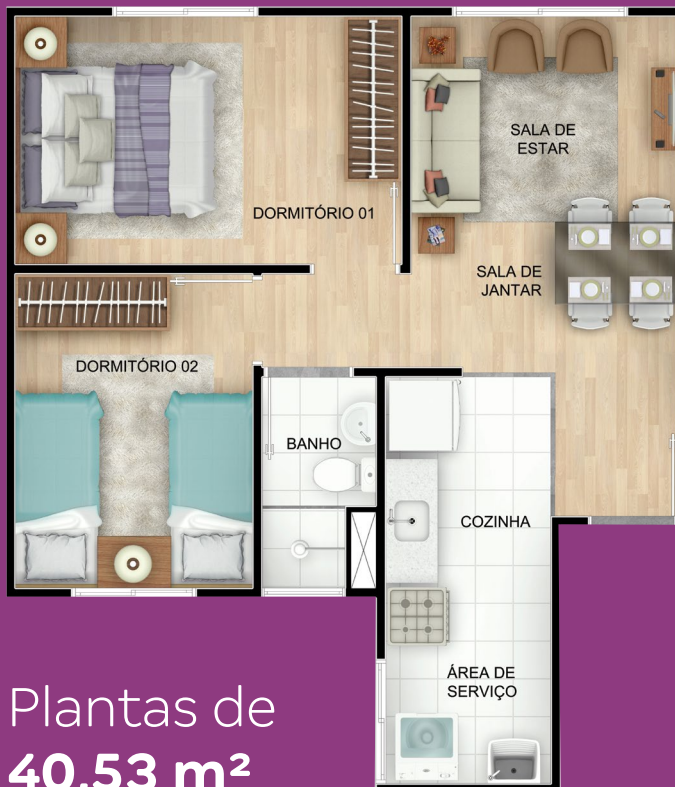 SALA DE
ESTAR
DORMITÓRIO 01
SALA DE
JANTAR
DORMITÓRIO 02
BANHO
COZINHA
ÁREA DE
SERVIÇO
Plantas de
40,53 m²